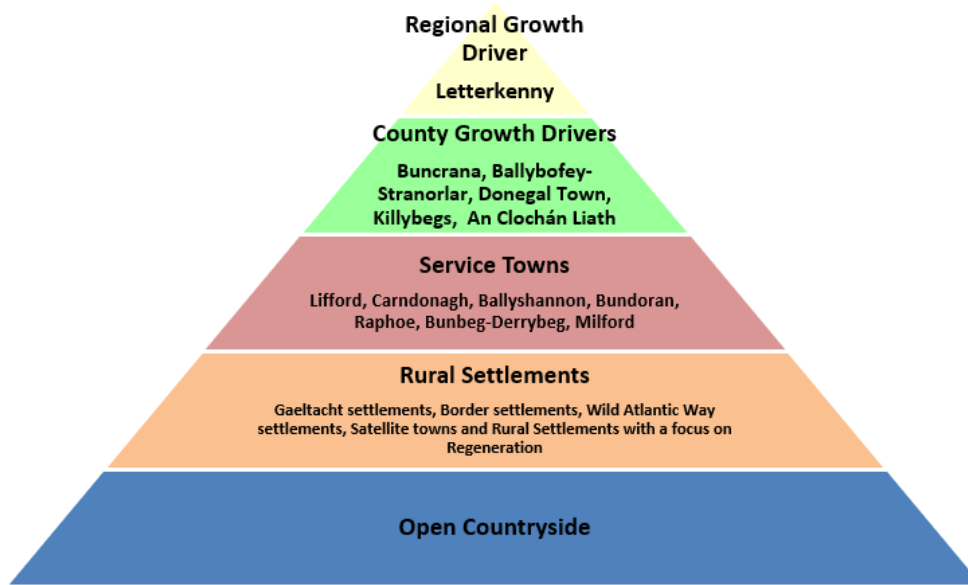 Regional Growth
Driver
Letterkenny
County Growth Drivers
Buncrana, Ballybofey-
Stranorlar, Donegal Town,
Killybegs, An Clochán Liath
Service Towns
Lifford, Carndonagh, Ballyshannon, Bundoran,
Raphoe, Bunbeg-Derrybeg, Milford
Rural Settlements
Gaeltacht settlements, Border settlements, Wild Atlantic Way
settlements, Satellite towns and Rural Settlements with a focus on
Regeneration
Open Countryside